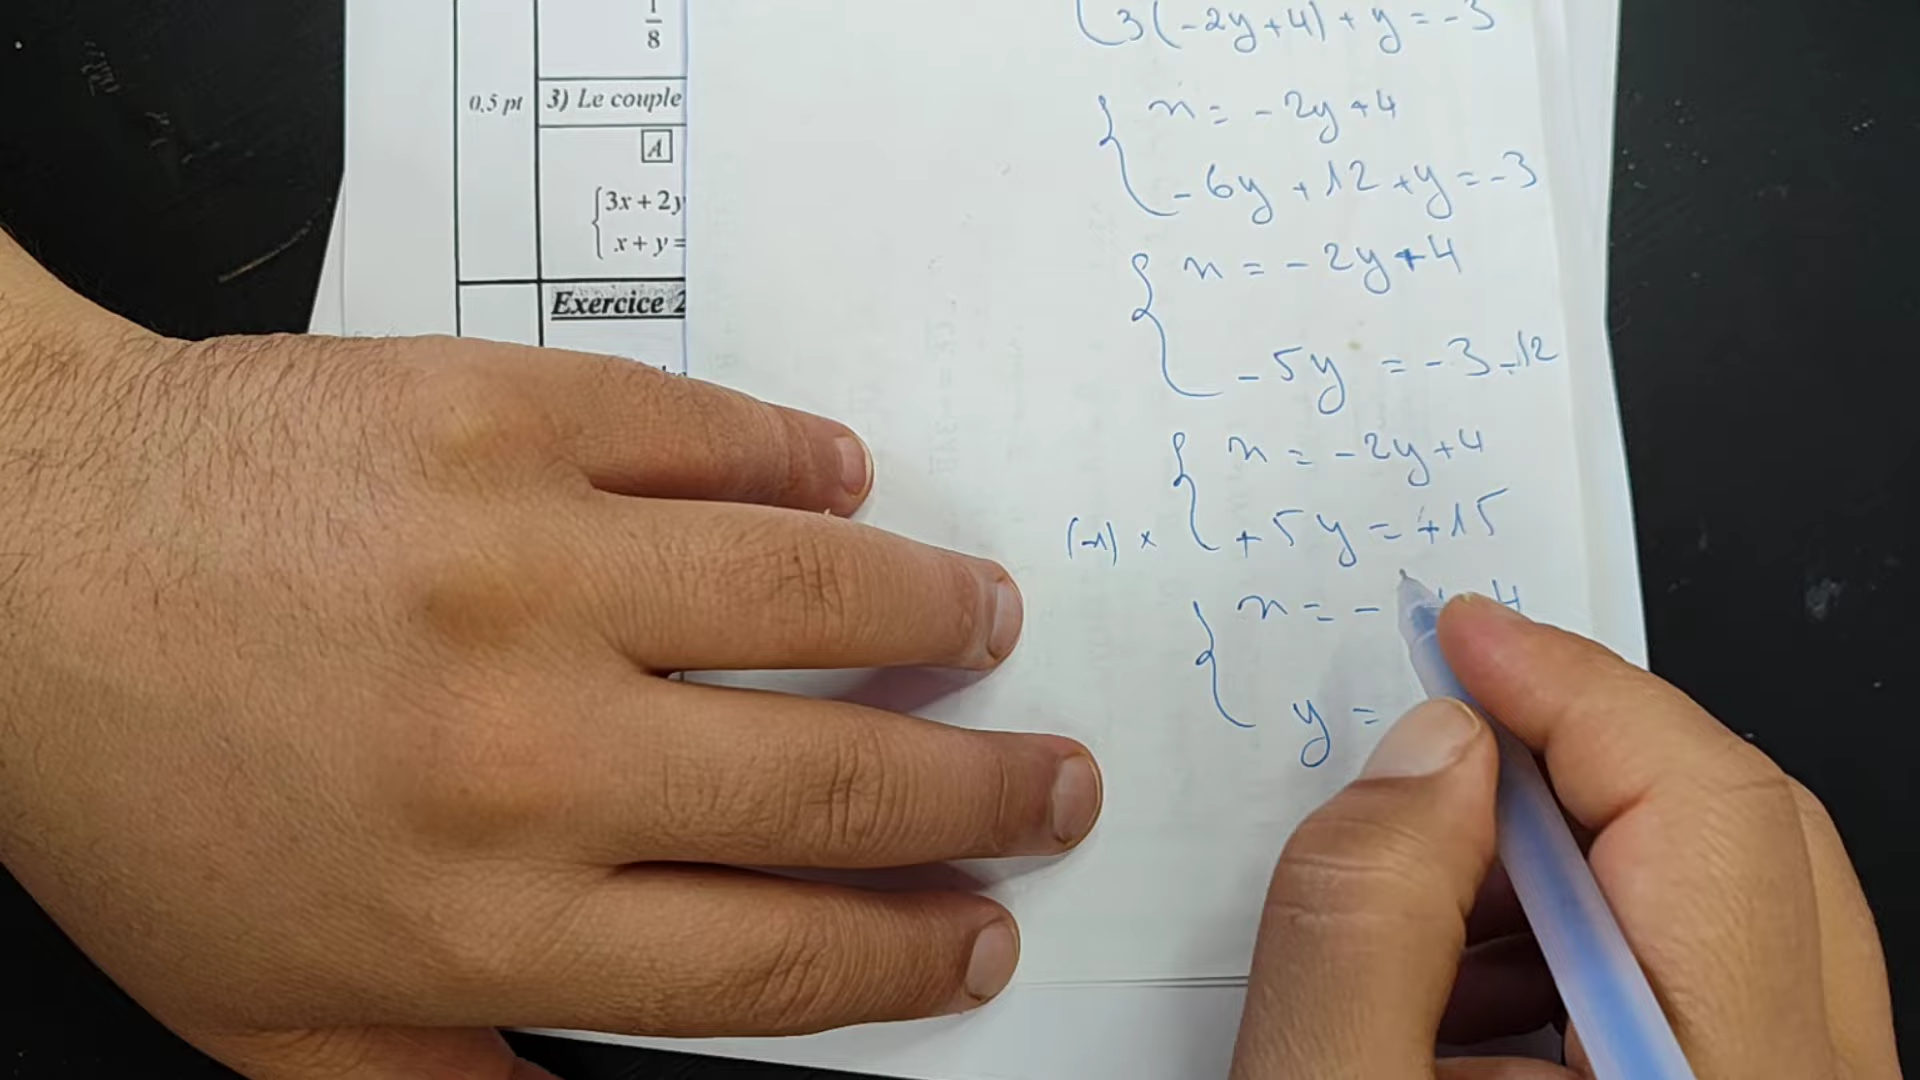 1
8
0,5 pt
3) Le couple
A
3x + 2y
x + y =
Exercice 2
3(-2y+4) + y = -3
x = -2y+4
-6y + 12 + y = -3
x = -2y+4
-5y = -3-12
x = -2y+4
(-1) × +5y = +15
x = - 4
y =